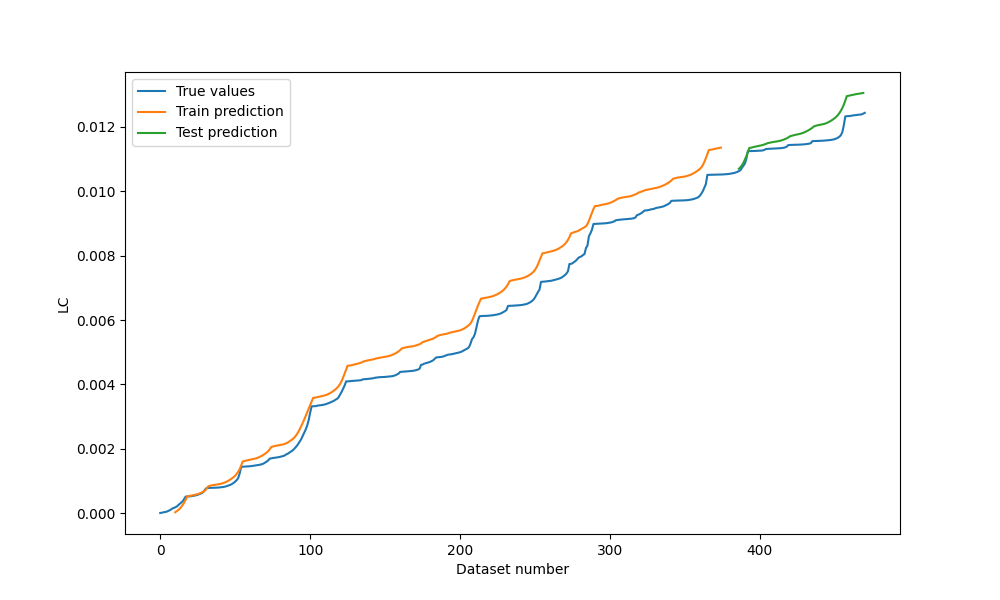 True values
Train prediction
Test prediction
0.012
0.010
0.008
0.006
0.004
0.002
0.000
LC
0
100
200
300
400
Dataset number